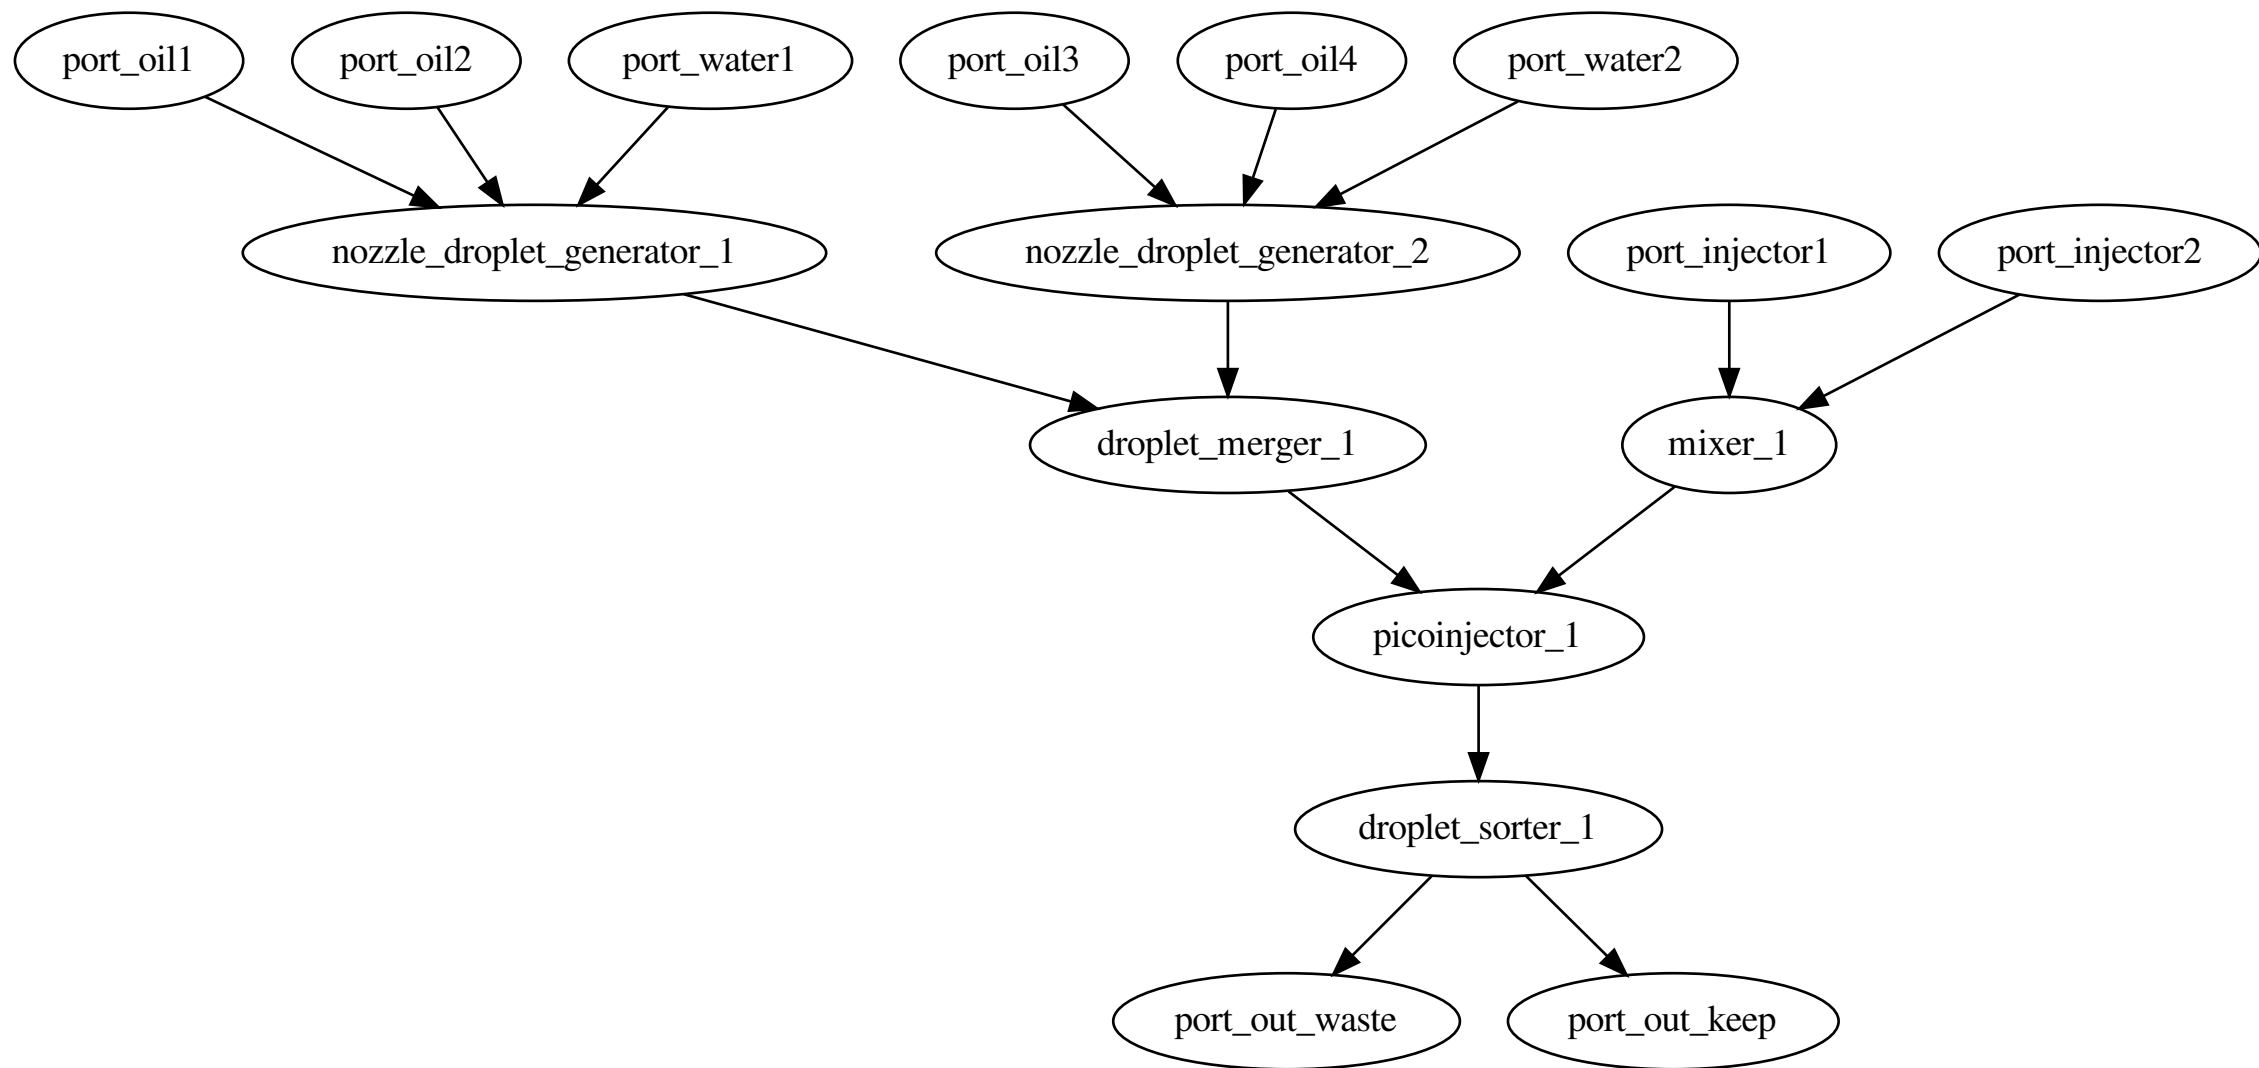 port_oil1
port_oil2
port_water1
port_oil3
port_oil4
port_water2
nozzle_droplet_generator_1
nozzle_droplet_generator_2
port_injector1
port_injector2
droplet_merger_1
mixer_1
picoinjector_1
droplet_sorter_1
port_out_waste
port_out_keep